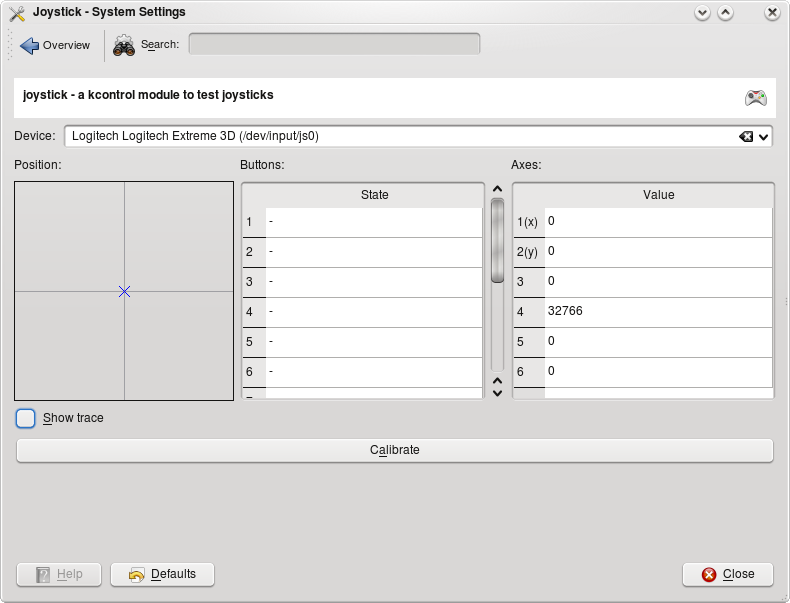 Joystick - System Settings
Overview
Search:
joystick - a kcontrol module to test joysticks
Device: Logitech Logitech Extreme 3D (/dev/input/js0)
Position: Buttons: Axes:
State Value
1 - 1(x) 0
2 - 2(y) 0
3 - 3 0
4 - 4 32766
5 - 5 0
6 - 6 0
Show trace
Calibrate
Help Defaults Close